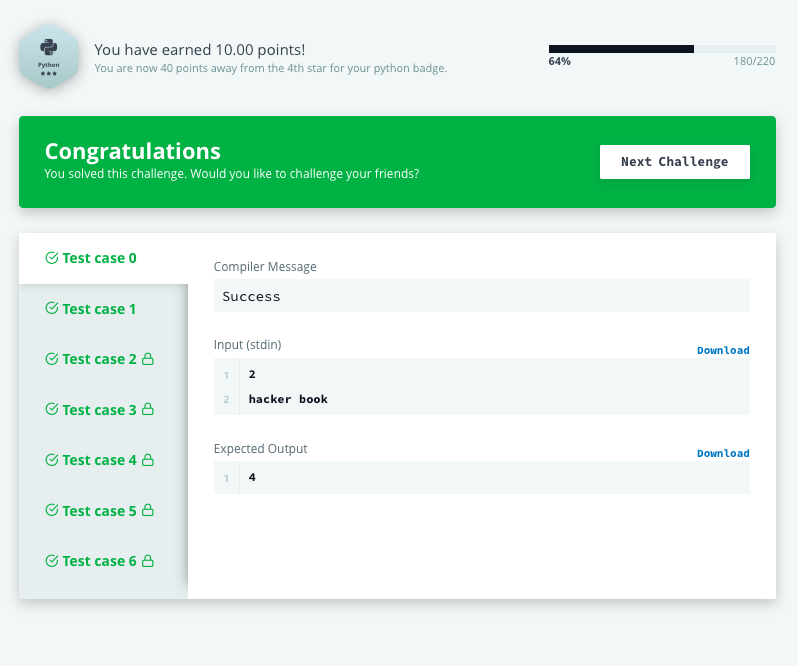 Python
★★★
You have earned 10.00 points!
You are now 40 points away from the 4th star for your python badge.
64%
180/220
Congratulations
You solved this challenge. Would you like to challenge your friends?
Next Challenge
Test case 0
Test case 1
Test case 2
Test case 3
Test case 4
Test case 5
Test case 6
Compiler Message
Success
Input (stdin)
Download
1 2
2 hacker book
Expected Output
Download
1 4